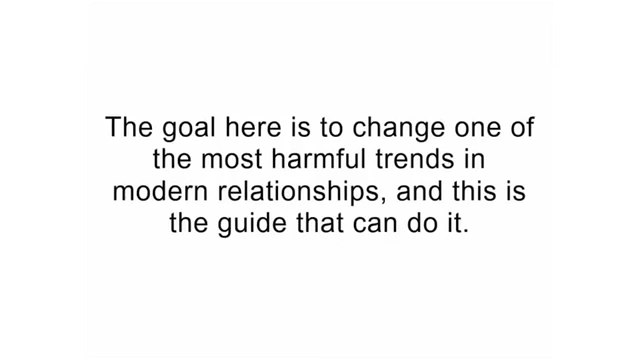 The goal here is to change one of
the most harmful trends in
modern relationships, and this is
the guide that can do it.